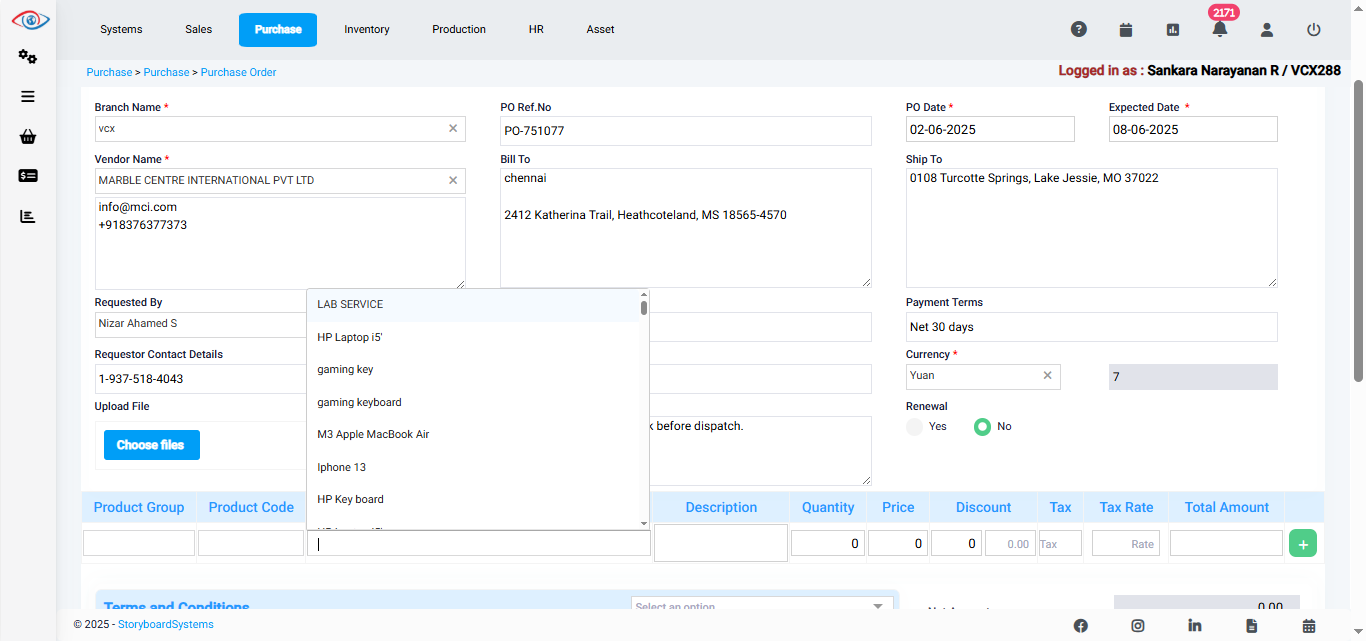 2171
Systems Sales Purchase Inventory Production HR Asset
Purchase > Purchase > Purchase Order
Logged in as : Sankara Narayanan R / VCX288
Branch Name *
vcx
PO Ref.No
PO-751077
PO Date *
02-06-2025
Expected Date *
08-06-2025
Vendor Name *
MARBLE CENTRE INTERNATIONAL PVT LTD
info@mci.com
+918376377373
Bill To
chennai
2412 Katherina Trail, Heathcoteland, MS 18565-4570
Ship To
0108 Turcotte Springs, Lake Jessie, MO 37022
Requested By
Nizar Ahamed S
Requestor Contact Details
1-937-518-4043
Upload File
Choose files
LAB SERVICE
HP Laptop i5'
gaming key
gaming keyboard
M3 Apple MacBook Air
Iphone 13
HP Key board
before dispatch.
Payment Terms
Net 30 days
Currency *
Yuan
7
Renewal
Yes No
Product Group Product Code Description Quantity Price Discount Tax Tax Rate Total Amount
0 0 0 0.00 Tax Rate +
Terms and Conditions
Select an option
Net Amount
0.00
© 2025 - StoryboardSystems